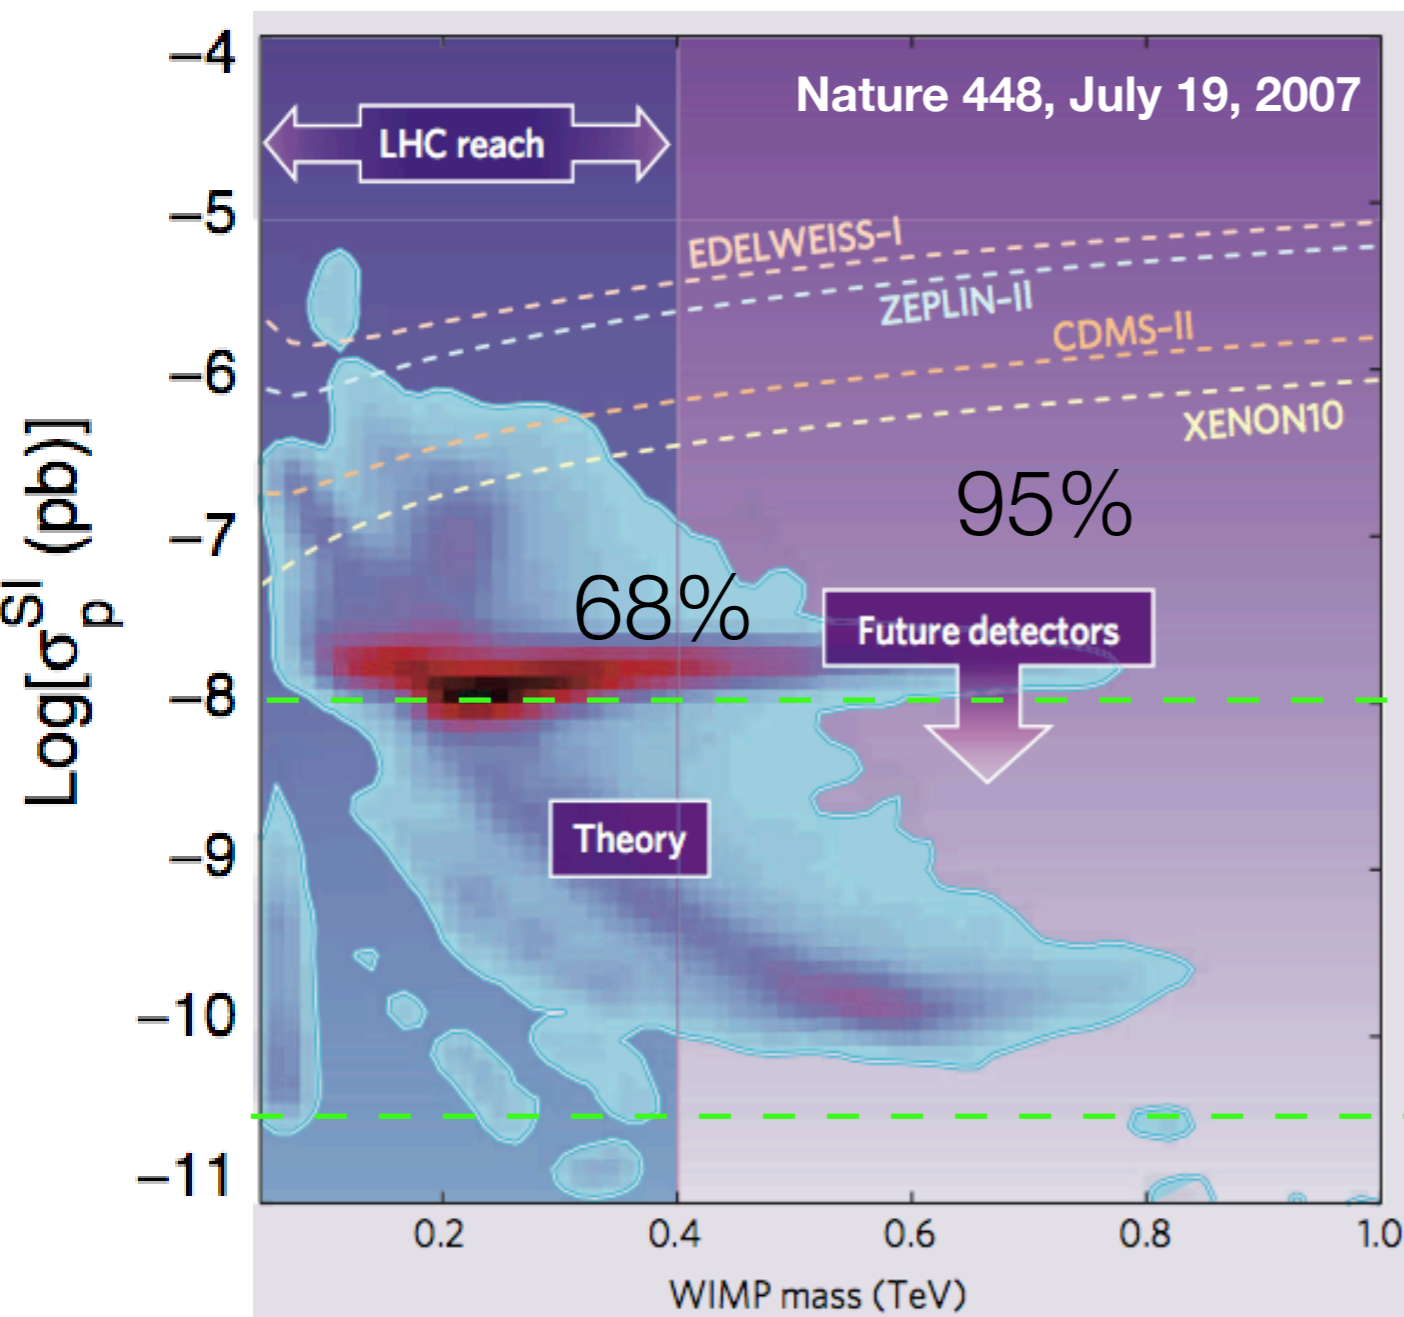 Nature 448, July 19, 2007
LHC reach
EDELWEISS-I
ZEPLIN-II
CDMS-II
XENON10
95%
68%
Future detectors
Theory
Log[σ_p^SI (pb)]
−4
−5
−6
−7
−8
−9
−10
−11
0.2 0.4 0.6 0.8 1.0
WIMP mass (TeV)